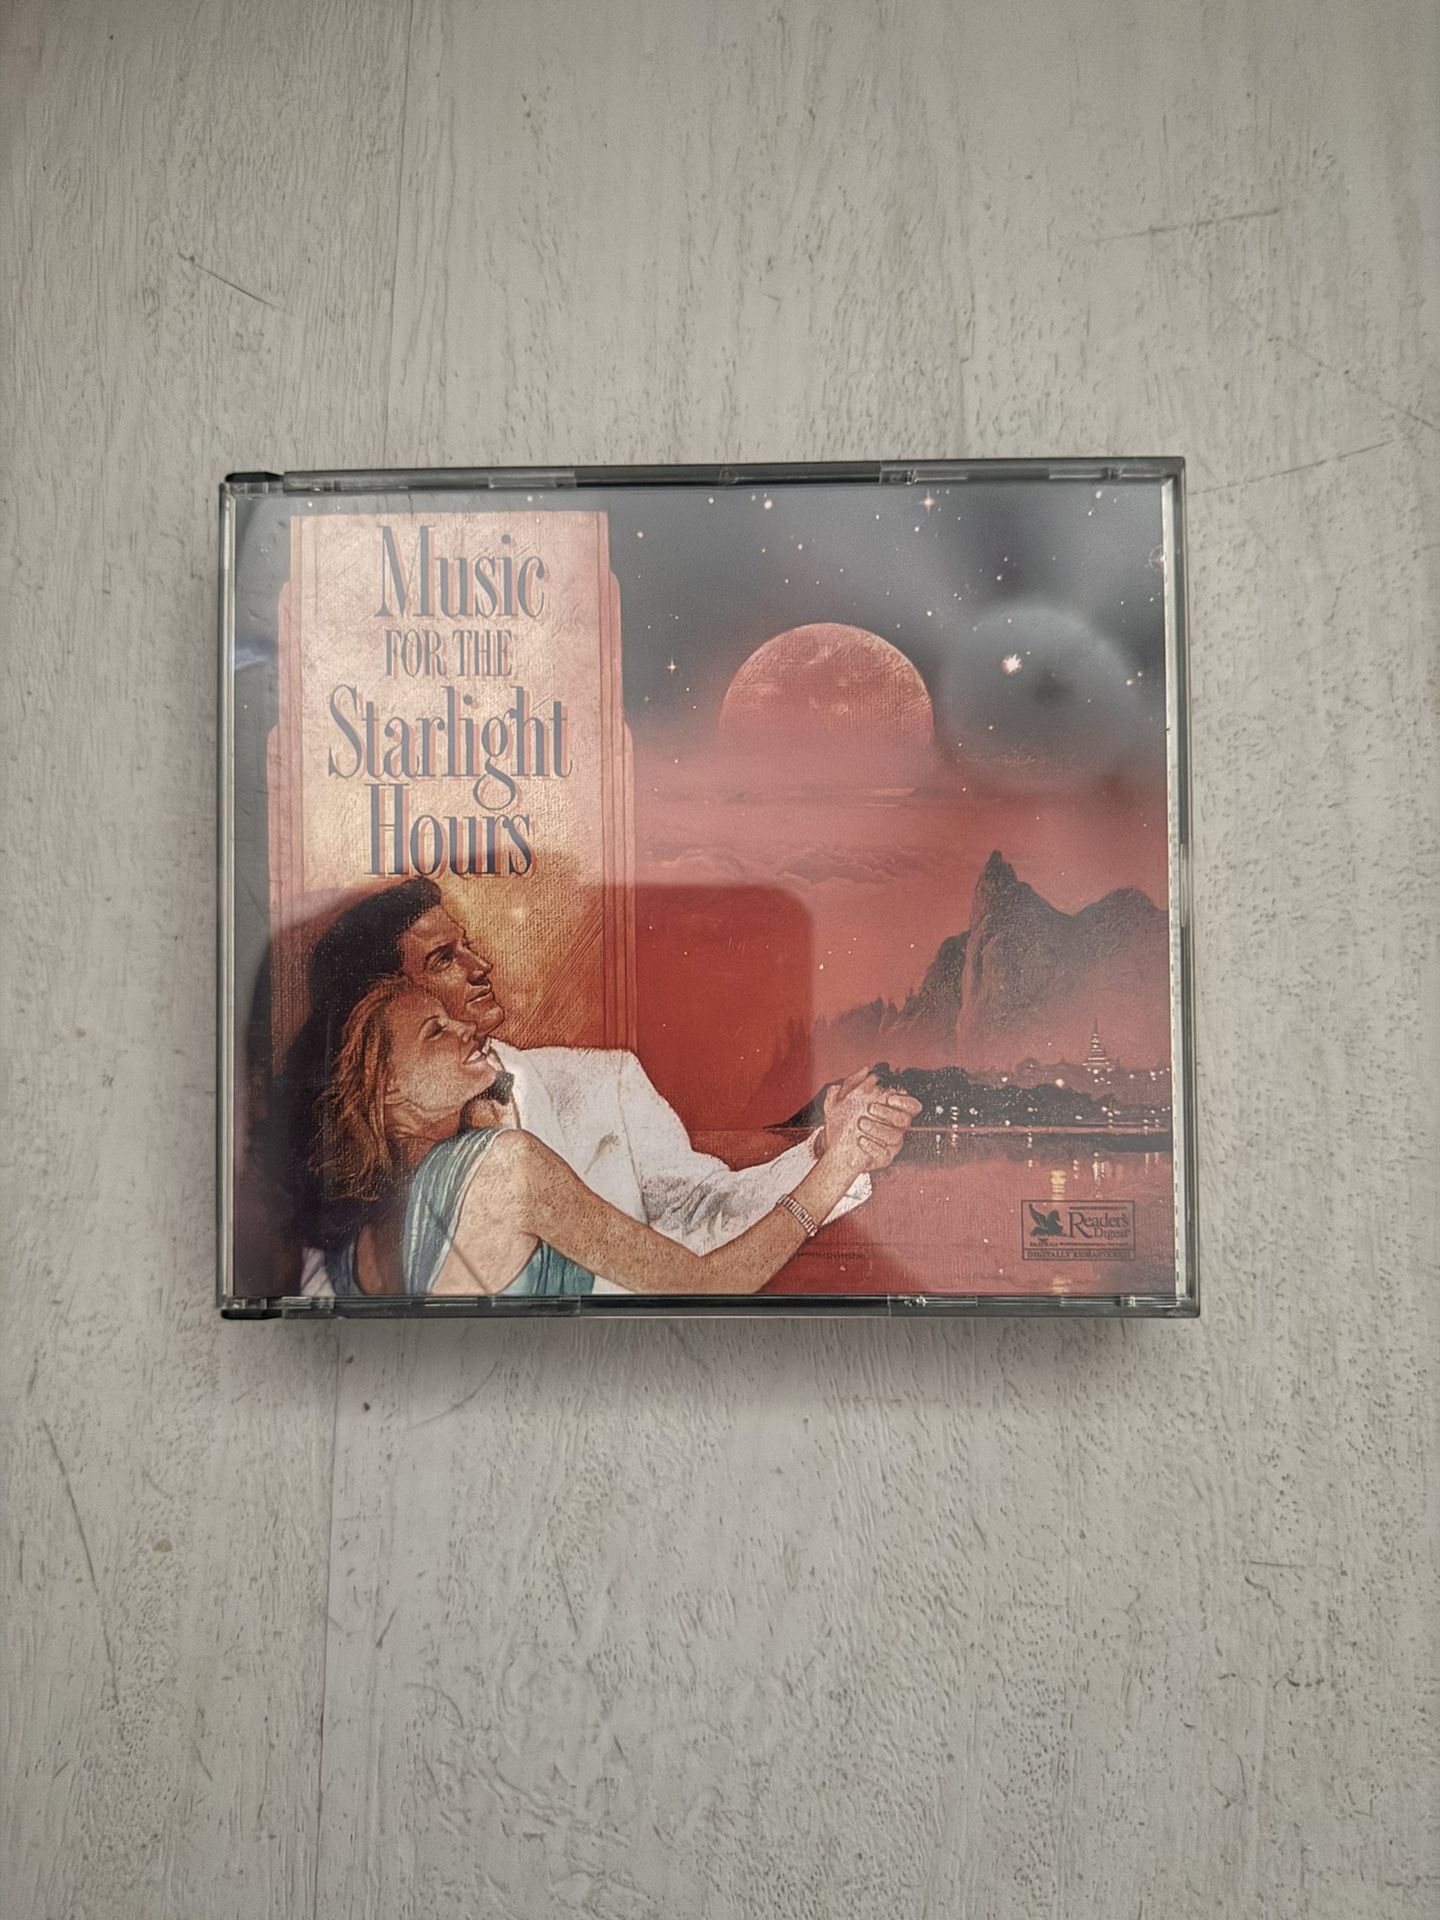 Music
FOR THE
Starlight
Hours
Reader's
Digest
DIGITALLY REMASTERED